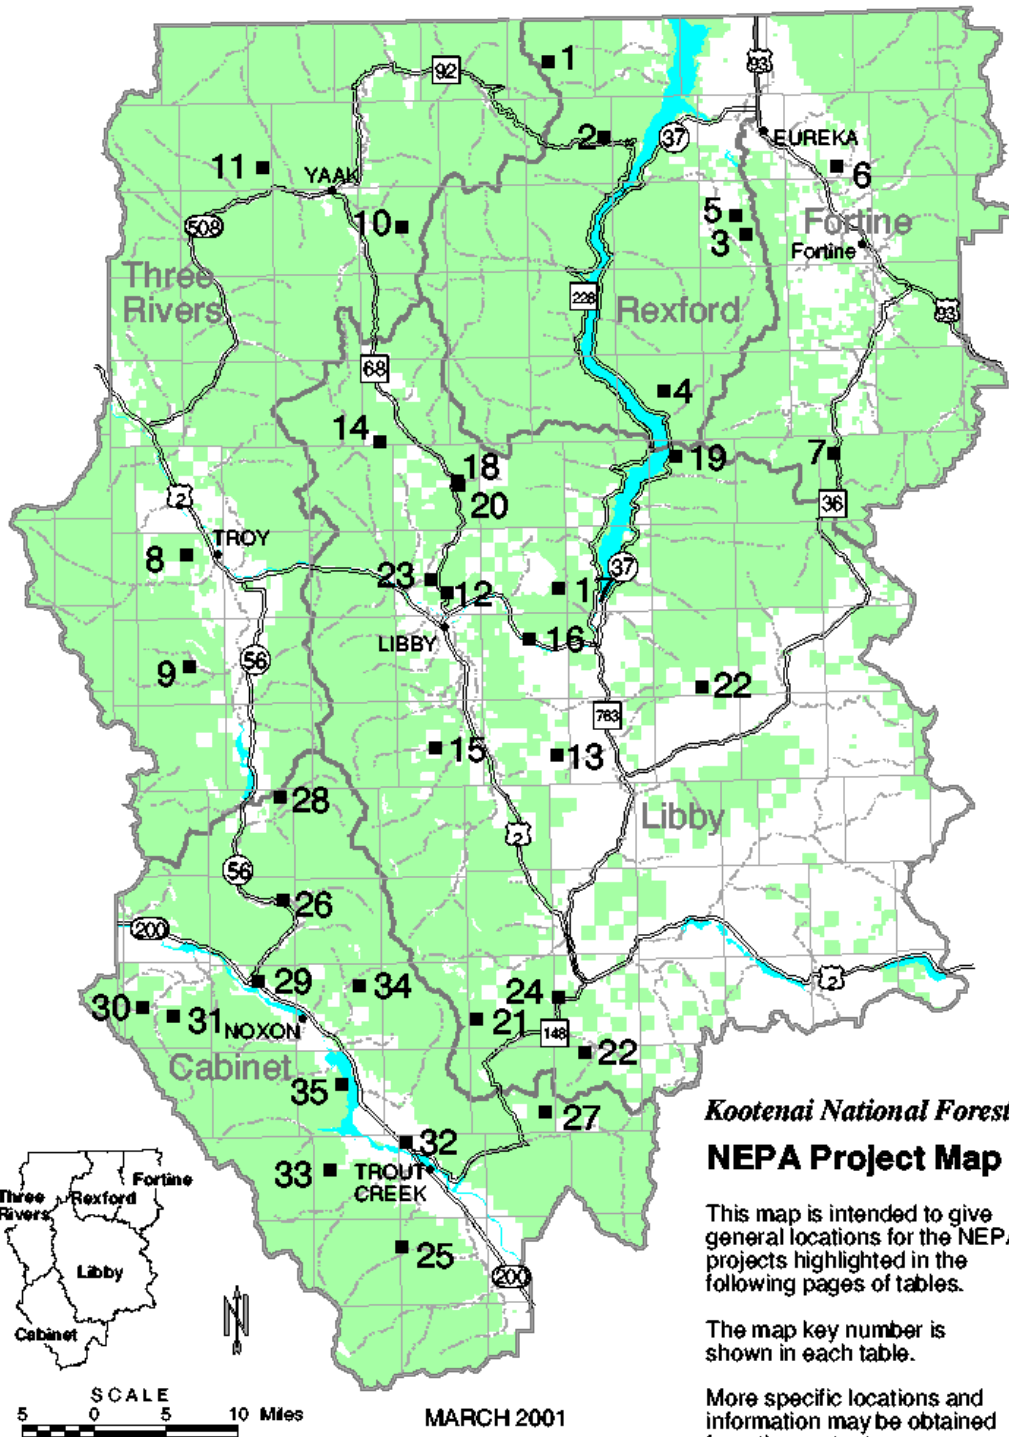 1
92
93
2
37
EUREKA
11
YAAK
6
5
Fortine
508
10
3
Fortine
Three
Rivers
228
Rexford
93
68
4
14
19
7
18
2
20
36
TROY
8
23
37
12
17
LIBBY
16
56
9
22
763
15
13
28
Libby
2
56
26
200
2
29
34
24
30
31
NOXON
21
148
22
Cabinet
35
27
Kootenai National Forest
32
NEPA Project Map
33
TROUT
CREEK
Fortine
Three
Rivers
Rexford
This map is intended to give
general locations for the NEPA
projects highlighted in the
following pages of tables.
25
Libby
200
N
Cabinet
The map key number is
shown in each table.
SCALE
5 0 5 10 Miles
MARCH 2001
More specific locations and
information may be obtained